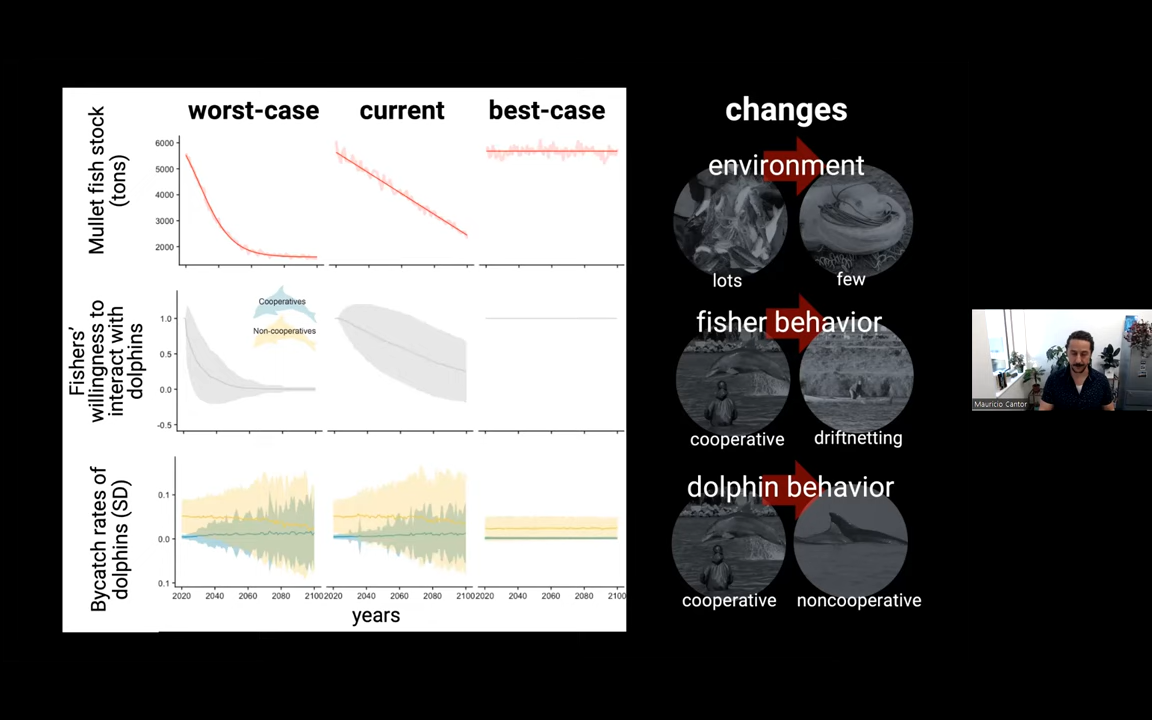 worst-case
current
best-case
Mullet fish stock
(tons)
6000
5000
4000
3000
2000
Fishers’
willingness to
interact with
dolphins
1.0
0.5
0.0
-0.5
Cooperatives
Non-cooperatives
Bycatch rates of
dolphins (SD)
0.1
0.0
0.1
2020 2040 2060 2080 2100
2020 2040 2060 2080 2100
2020 2040 2060 2080 2100
years
changes
environment
lots
few
fisher behavior
cooperative
driftnetting
dolphin behavior
cooperative
noncooperative
Mauricio Cantor